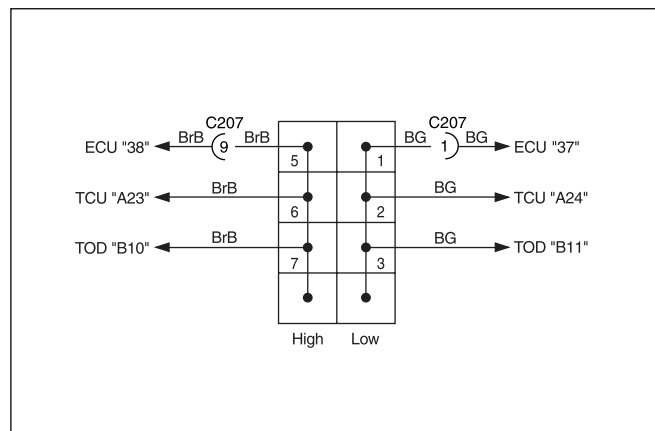 C207 C207
ECU "38" BrB 9 BrB BG 1 BG ECU "37"
5 1
TCU "A23" BrB BG TCU "A24"
6 2
TOD "B10" BrB BG TOD "B11"
7 3
High Low